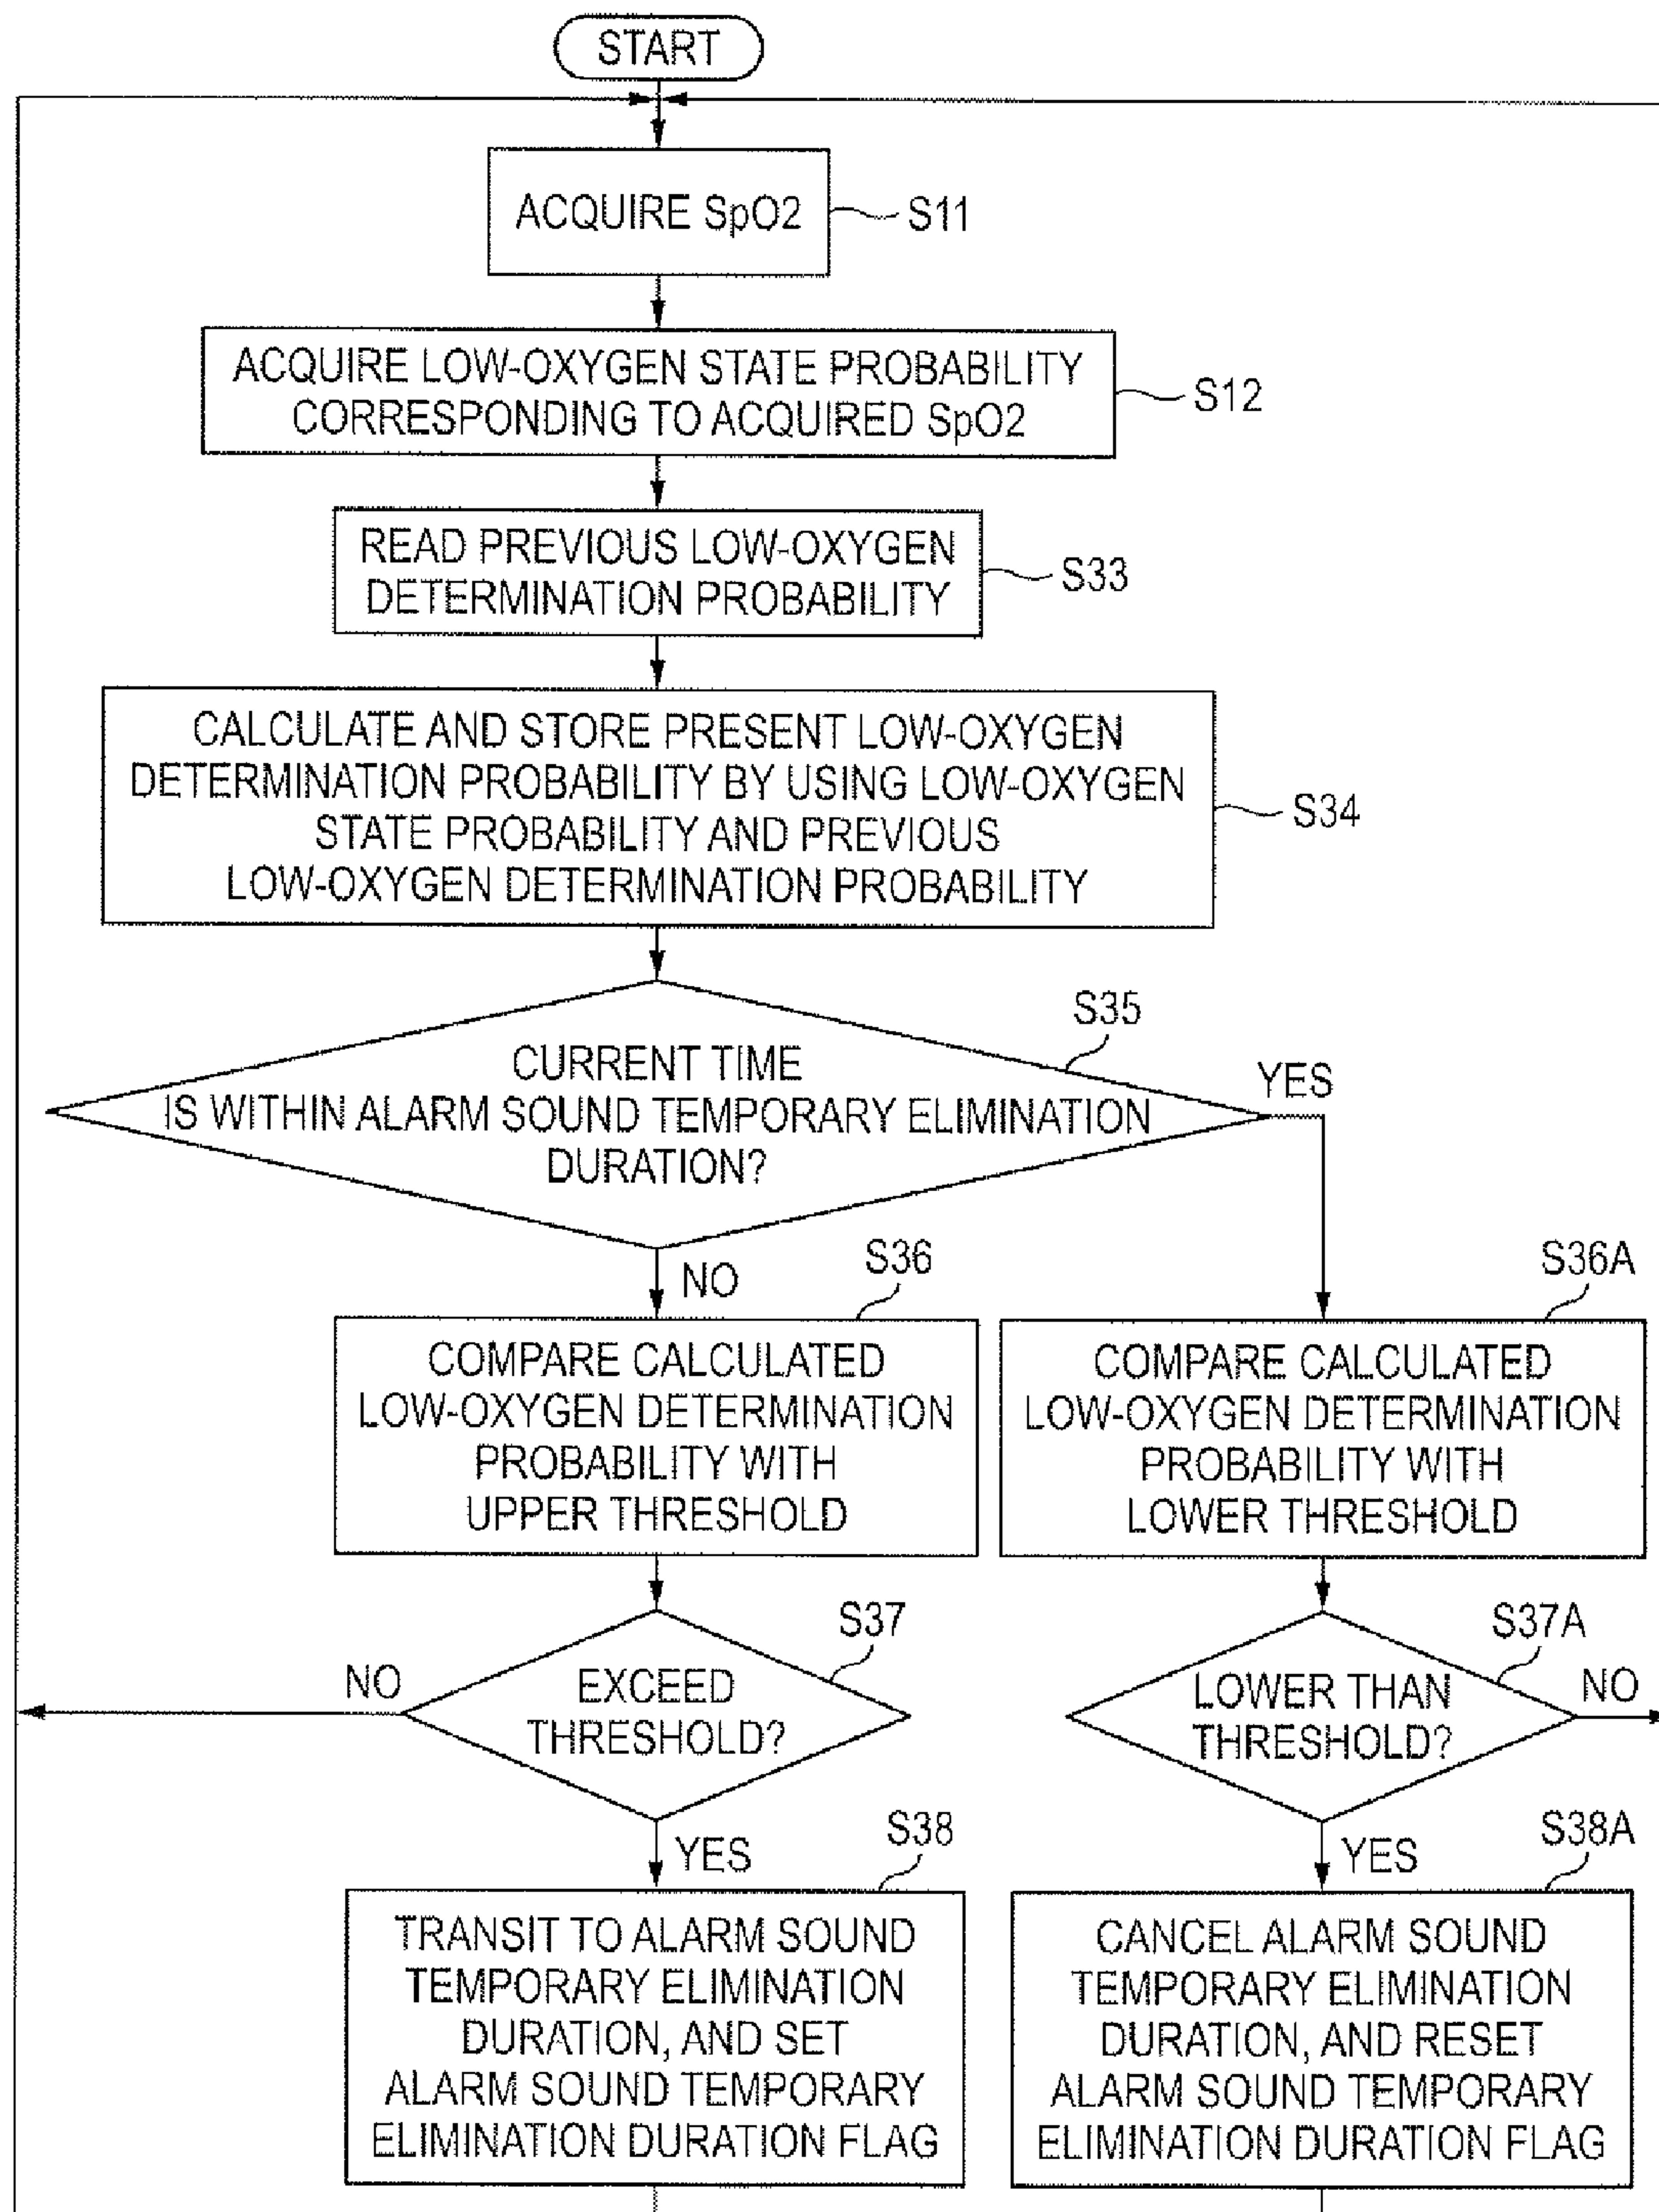 START
ACQUIRE SpO2
S11
ACQUIRE LOW-OXYGEN STATE PROBABILITY
CORRESPONDING TO ACQUIRED SpO2
S12
READ PREVIOUS LOW-OXYGEN
DETERMINATION PROBABILITY
S33
CALCULATE AND STORE PRESENT LOW-OXYGEN
DETERMINATION PROBABILITY BY USING LOW-OXYGEN
STATE PROBABILITY AND PREVIOUS
LOW-OXYGEN DETERMINATION PROBABILITY
S34
S35
CURRENT TIME
IS WITHIN ALARM SOUND TEMPORARY ELIMINATION
DURATION?
YES
NO
S36
COMPARE CALCULATED
LOW-OXYGEN DETERMINATION
PROBABILITY WITH
UPPER THRESHOLD
S36A
COMPARE CALCULATED
LOW-OXYGEN DETERMINATION
PROBABILITY WITH
LOWER THRESHOLD
S37
NO
EXCEED
THRESHOLD?
S37A
LOWER THAN
THRESHOLD?
NO
YES
S38
TRANSIT TO ALARM SOUND
TEMPORARY ELIMINATION
DURATION, AND SET
ALARM SOUND TEMPORARY
ELIMINATION DURATION FLAG
YES
S38A
CANCEL ALARM SOUND
TEMPORARY ELIMINATION
DURATION, AND RESET
ALARM SOUND TEMPORARY
ELIMINATION DURATION FLAG